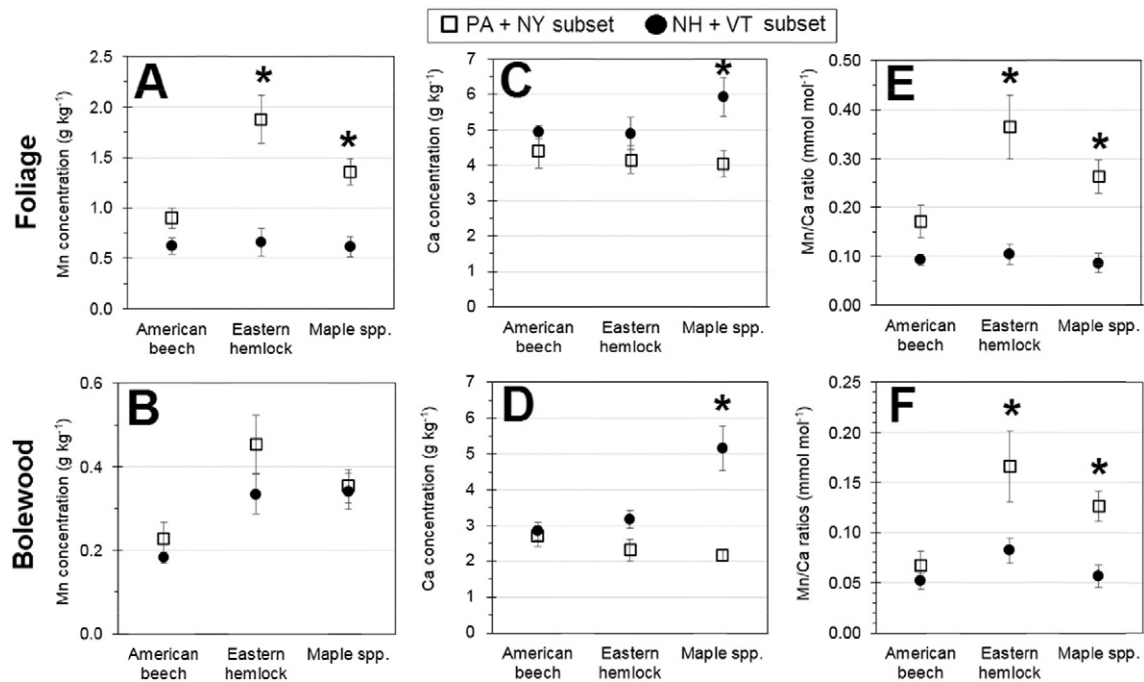 PA + NY subset
NH + VT subset
Foliage
A
*
*
Mn concentration (g kg⁻¹)
2.5
2.0
1.5
1.0
0.5
0.0
American beech
Eastern hemlock
Maple spp.
C
*
Ca concentration (g kg⁻¹)
7
6
5
4
3
2
1
0
American beech
Eastern hemlock
Maple spp.
E
*
*
Mn/Ca ratio (mmol mol⁻¹)
0.50
0.40
0.30
0.20
0.10
0.00
American beech
Eastern hemlock
Maple spp.
Bolewood
B
Mn concentration (g kg⁻¹)
0.6
0.4
0.2
0.0
American beech
Eastern hemlock
Maple spp.
D
*
Ca concentration (g kg⁻¹)
7
6
5
4
3
2
1
0
American beech
Eastern hemlock
Maple spp.
F
*
*
Mn/Ca ratios (mmol mol⁻¹)
0.25
0.20
0.15
0.10
0.05
0.00
American beech
Eastern hemlock
Maple spp.